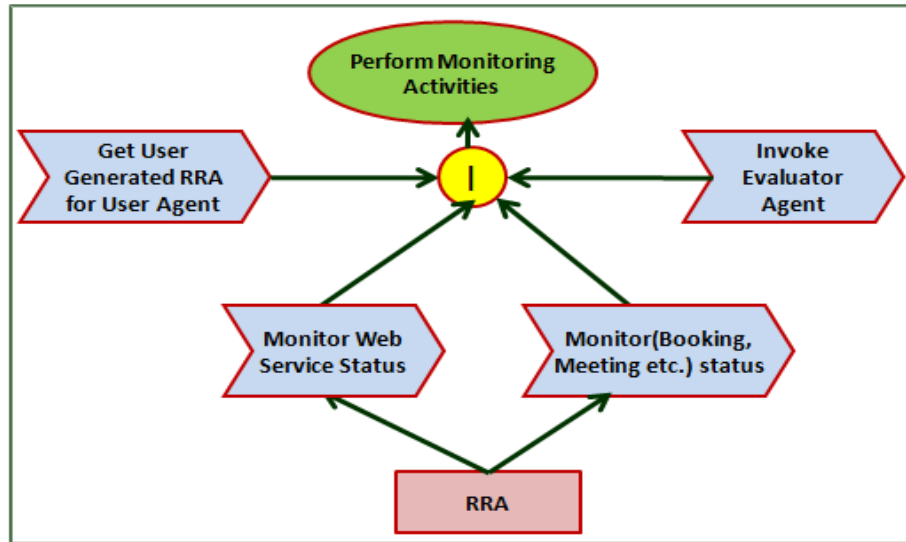 Perform Monitoring
Activities
Get User
Generated RRA
for User Agent
|
Invoke
Evaluator
Agent
Monitor Web
Service Status
Monitor(Booking,
Meeting etc.) status
RRA